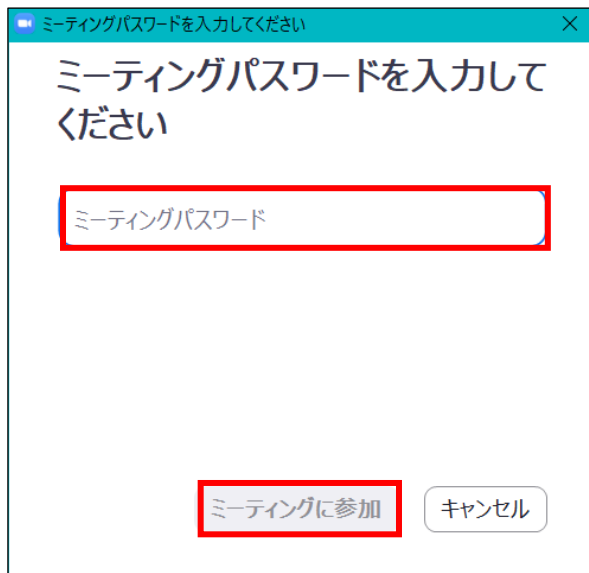 ミーティングパスワードを入力してください
ミーティングパスワードを入力して
ください
ミーティングパスワード
ミーティングに参加
キャンセル